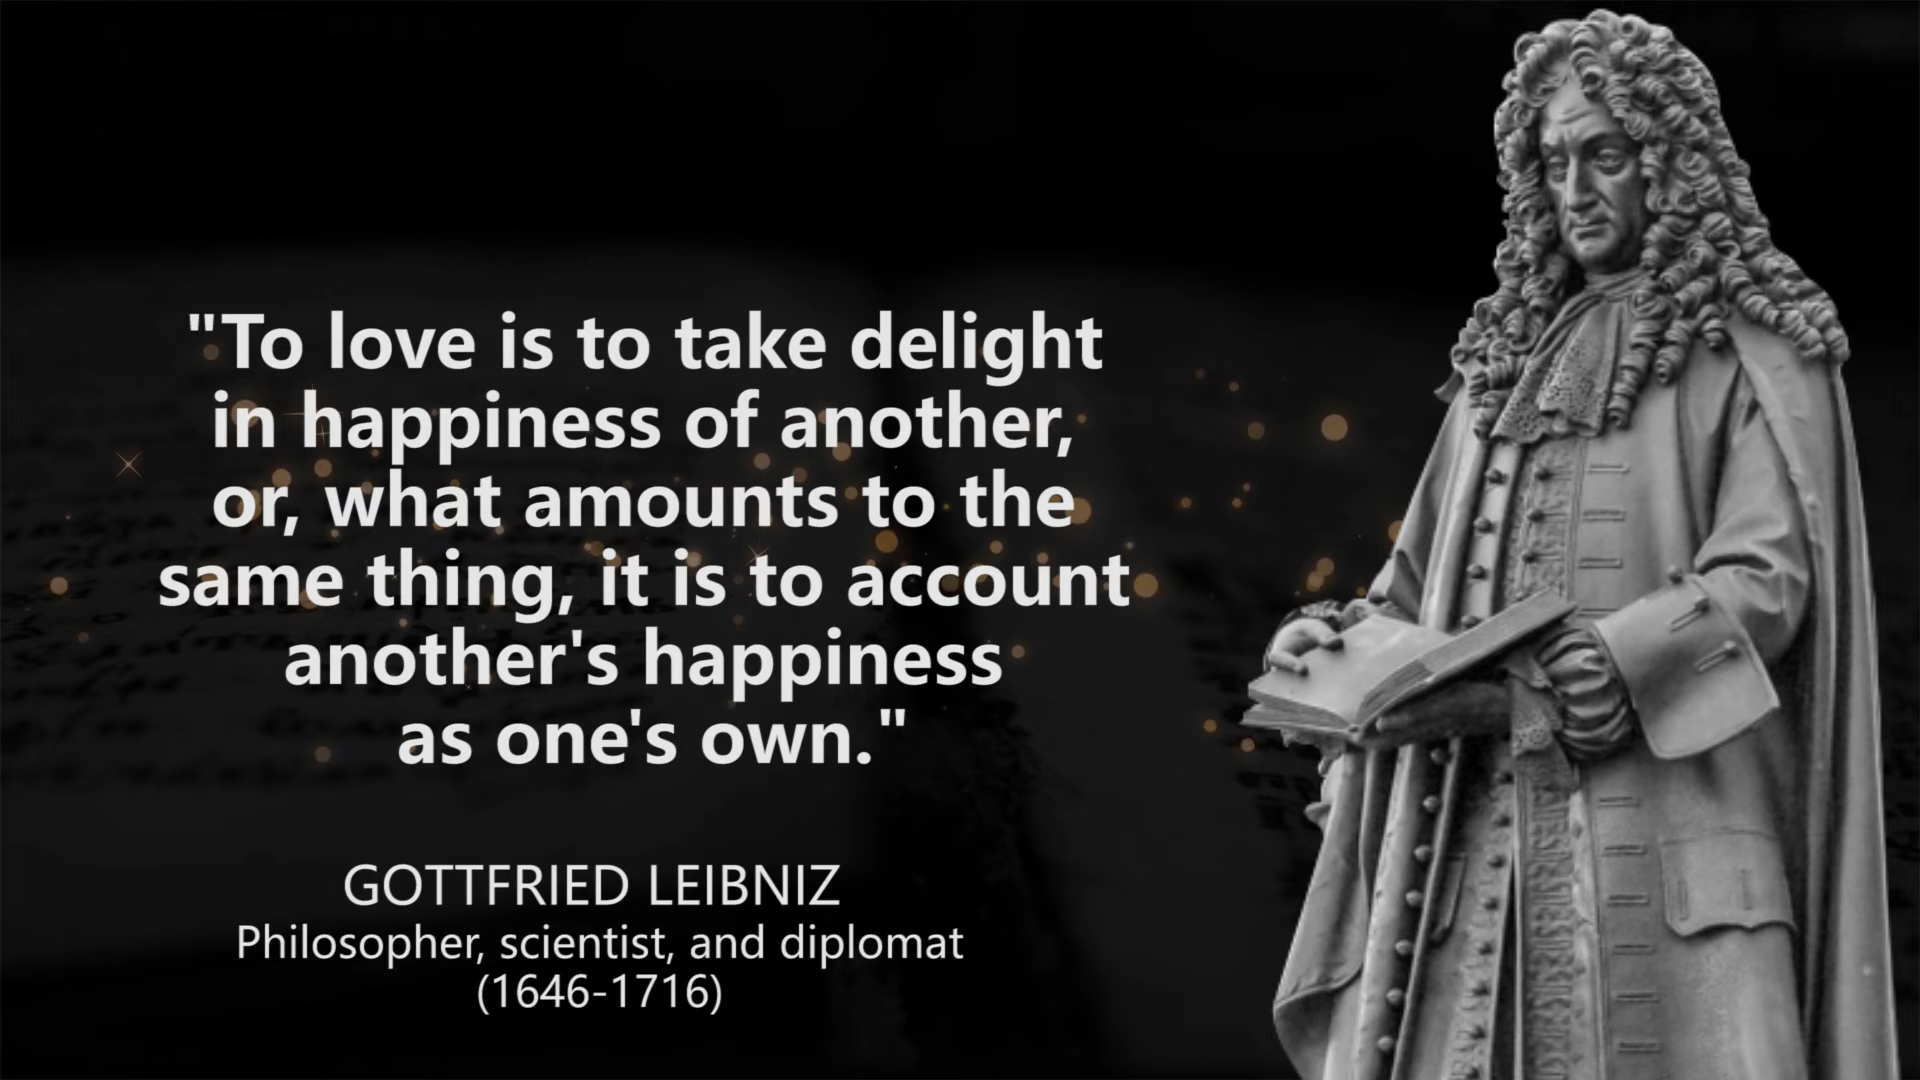 "To love is to take delight
in happiness of another,
or, what amounts to the
same thing, it is to account
another's happiness
as one's own."
GOTTFRIED LEIBNIZ
Philosopher, scientist, and diplomat
(1646-1716)